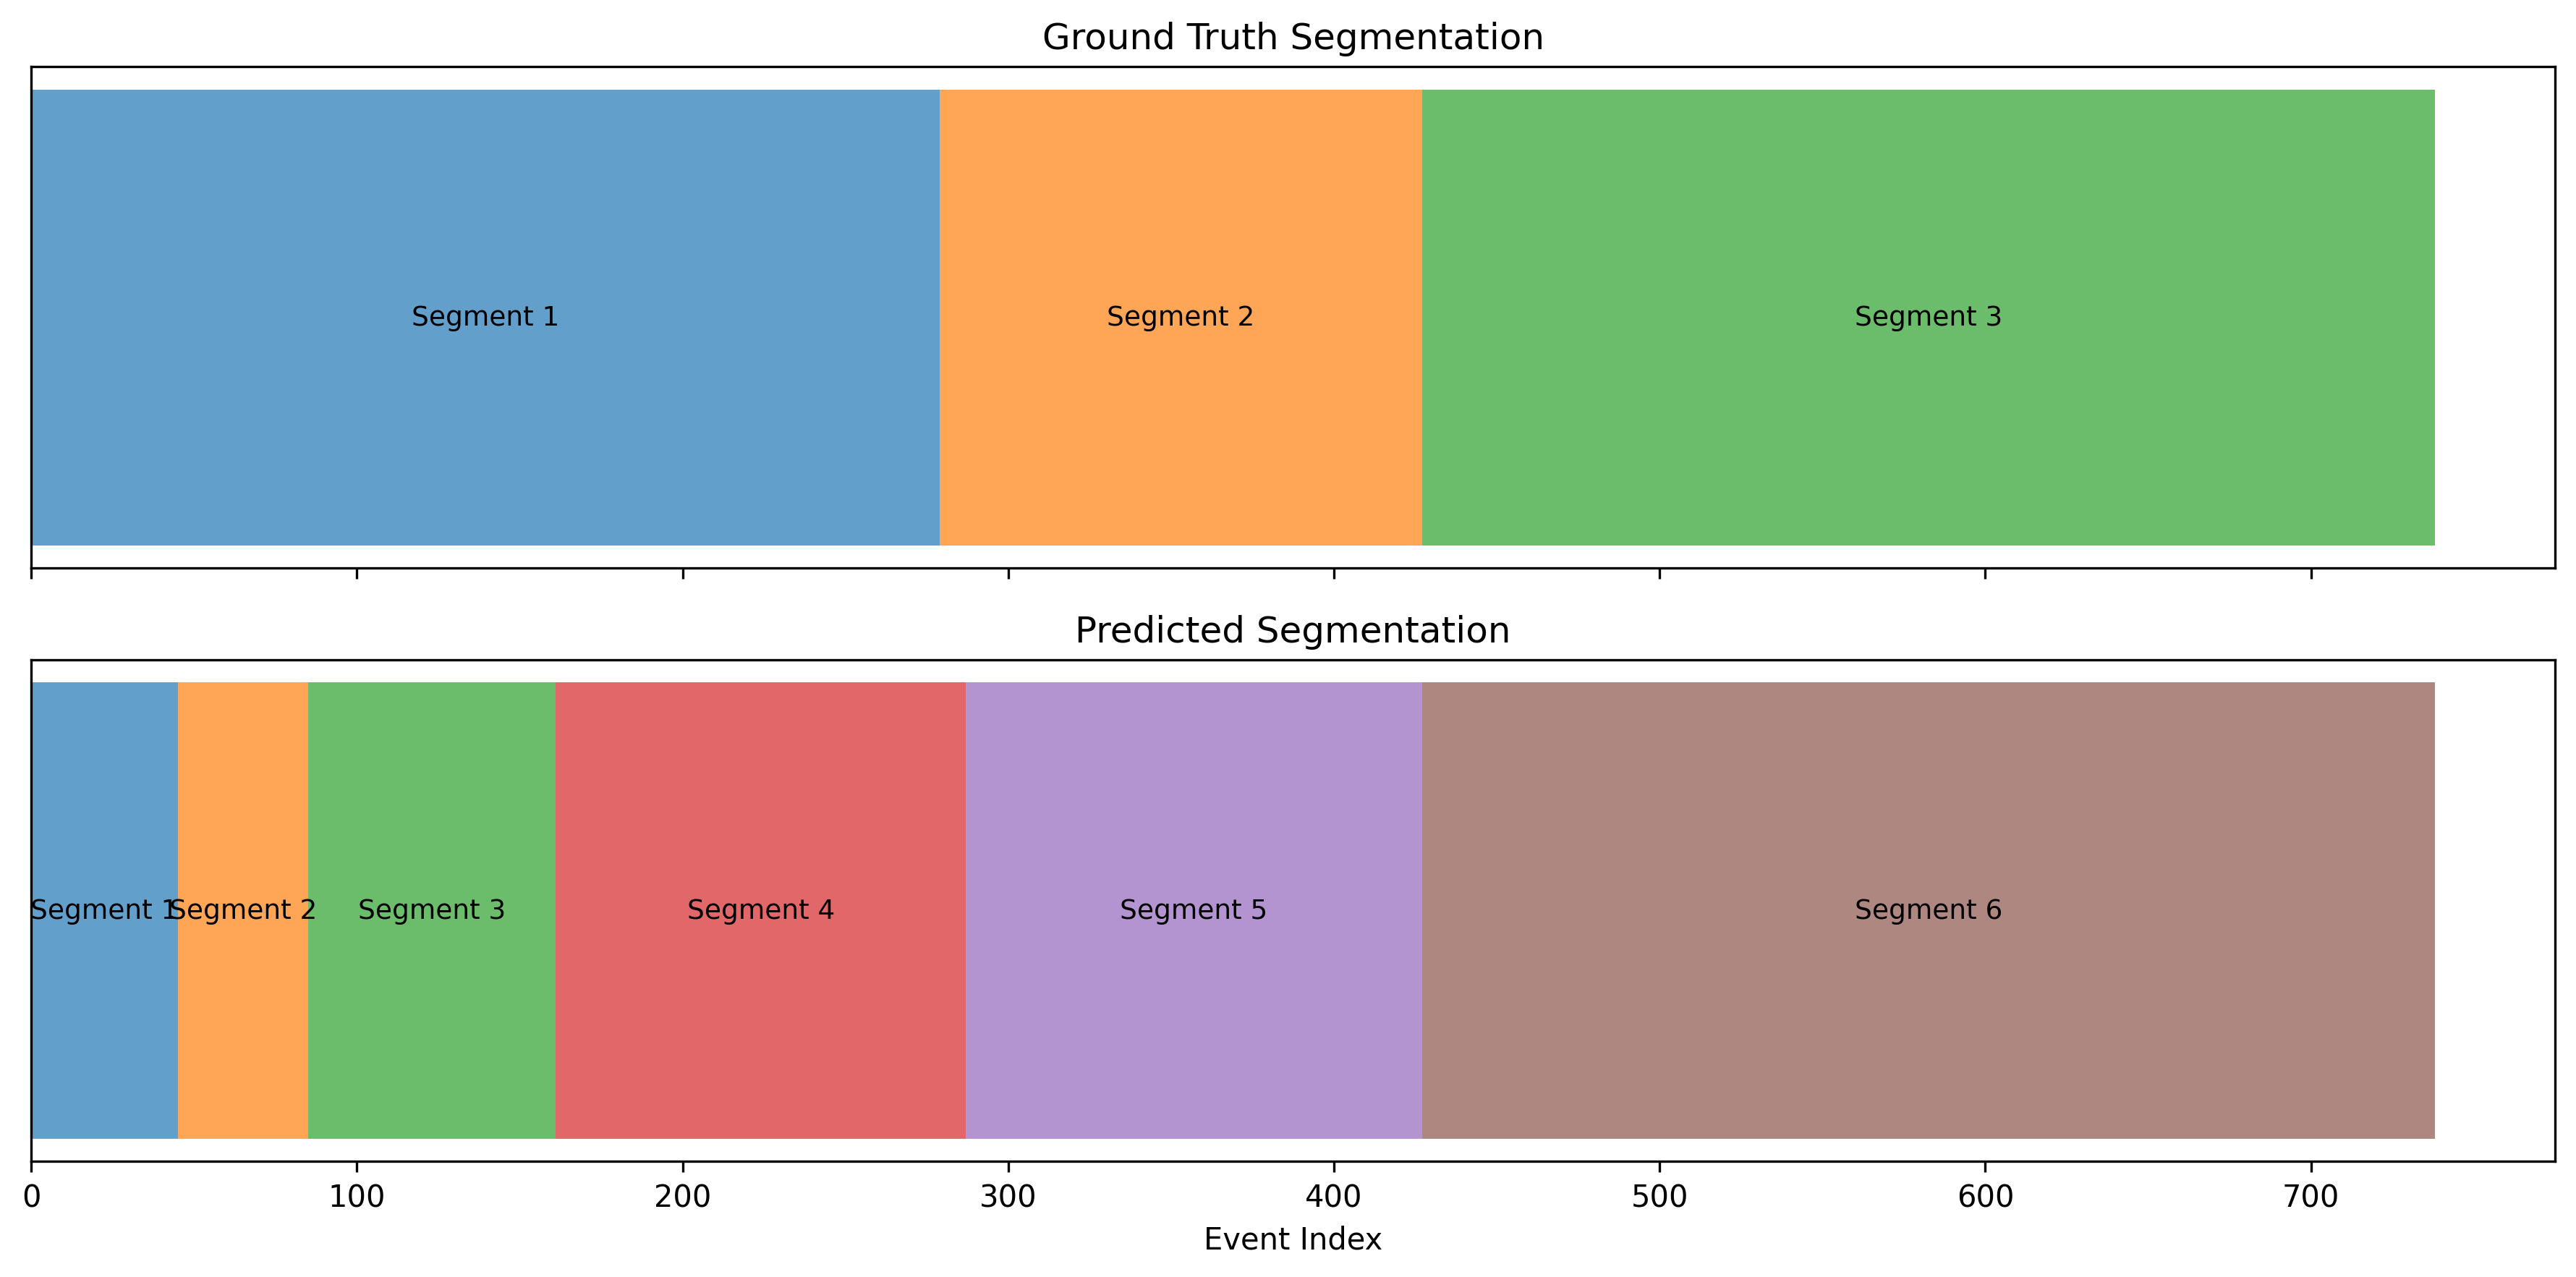 Ground Truth Segmentation
Segment 1 Segment 2 Segment 3
Predicted Segmentation
Segment 1 Segment 2 Segment 3 Segment 4 Segment 5 Segment 6
0 100 200 300 400 500 600 700
Event Index